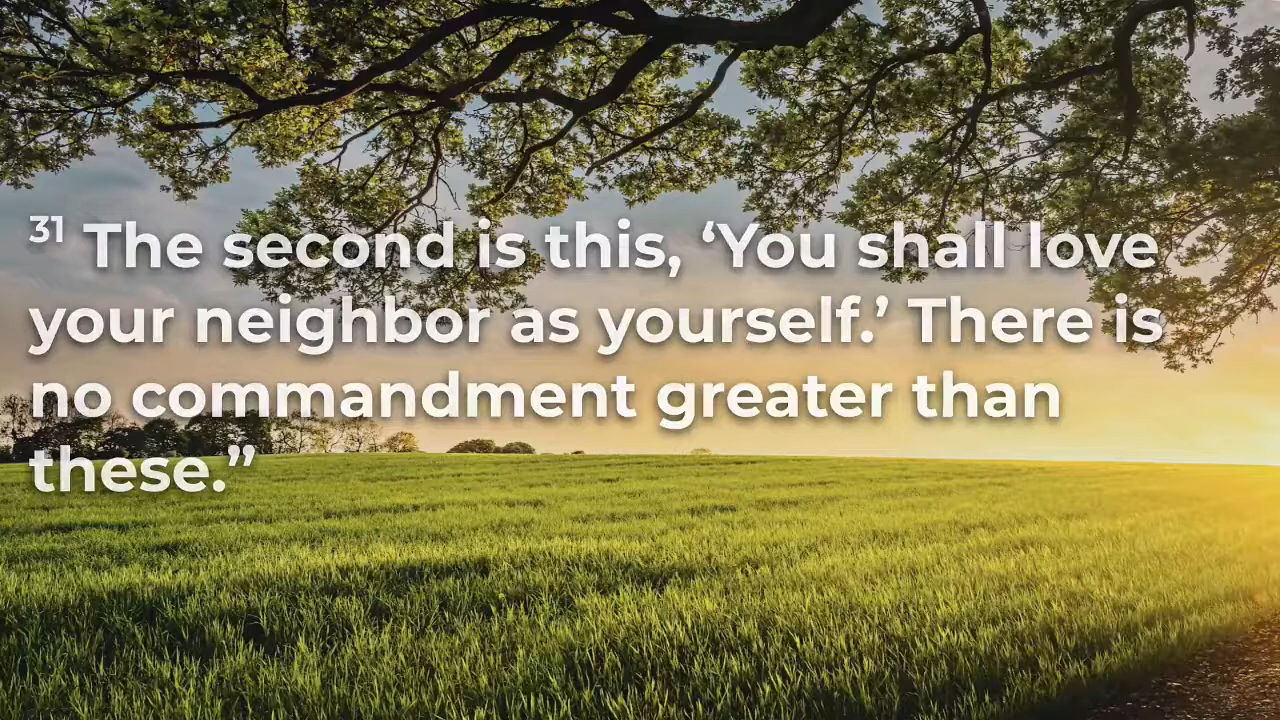 ³¹ The second is this, ‘You shall love
your neighbor as yourself.’ There is
no commandment greater than
these.”